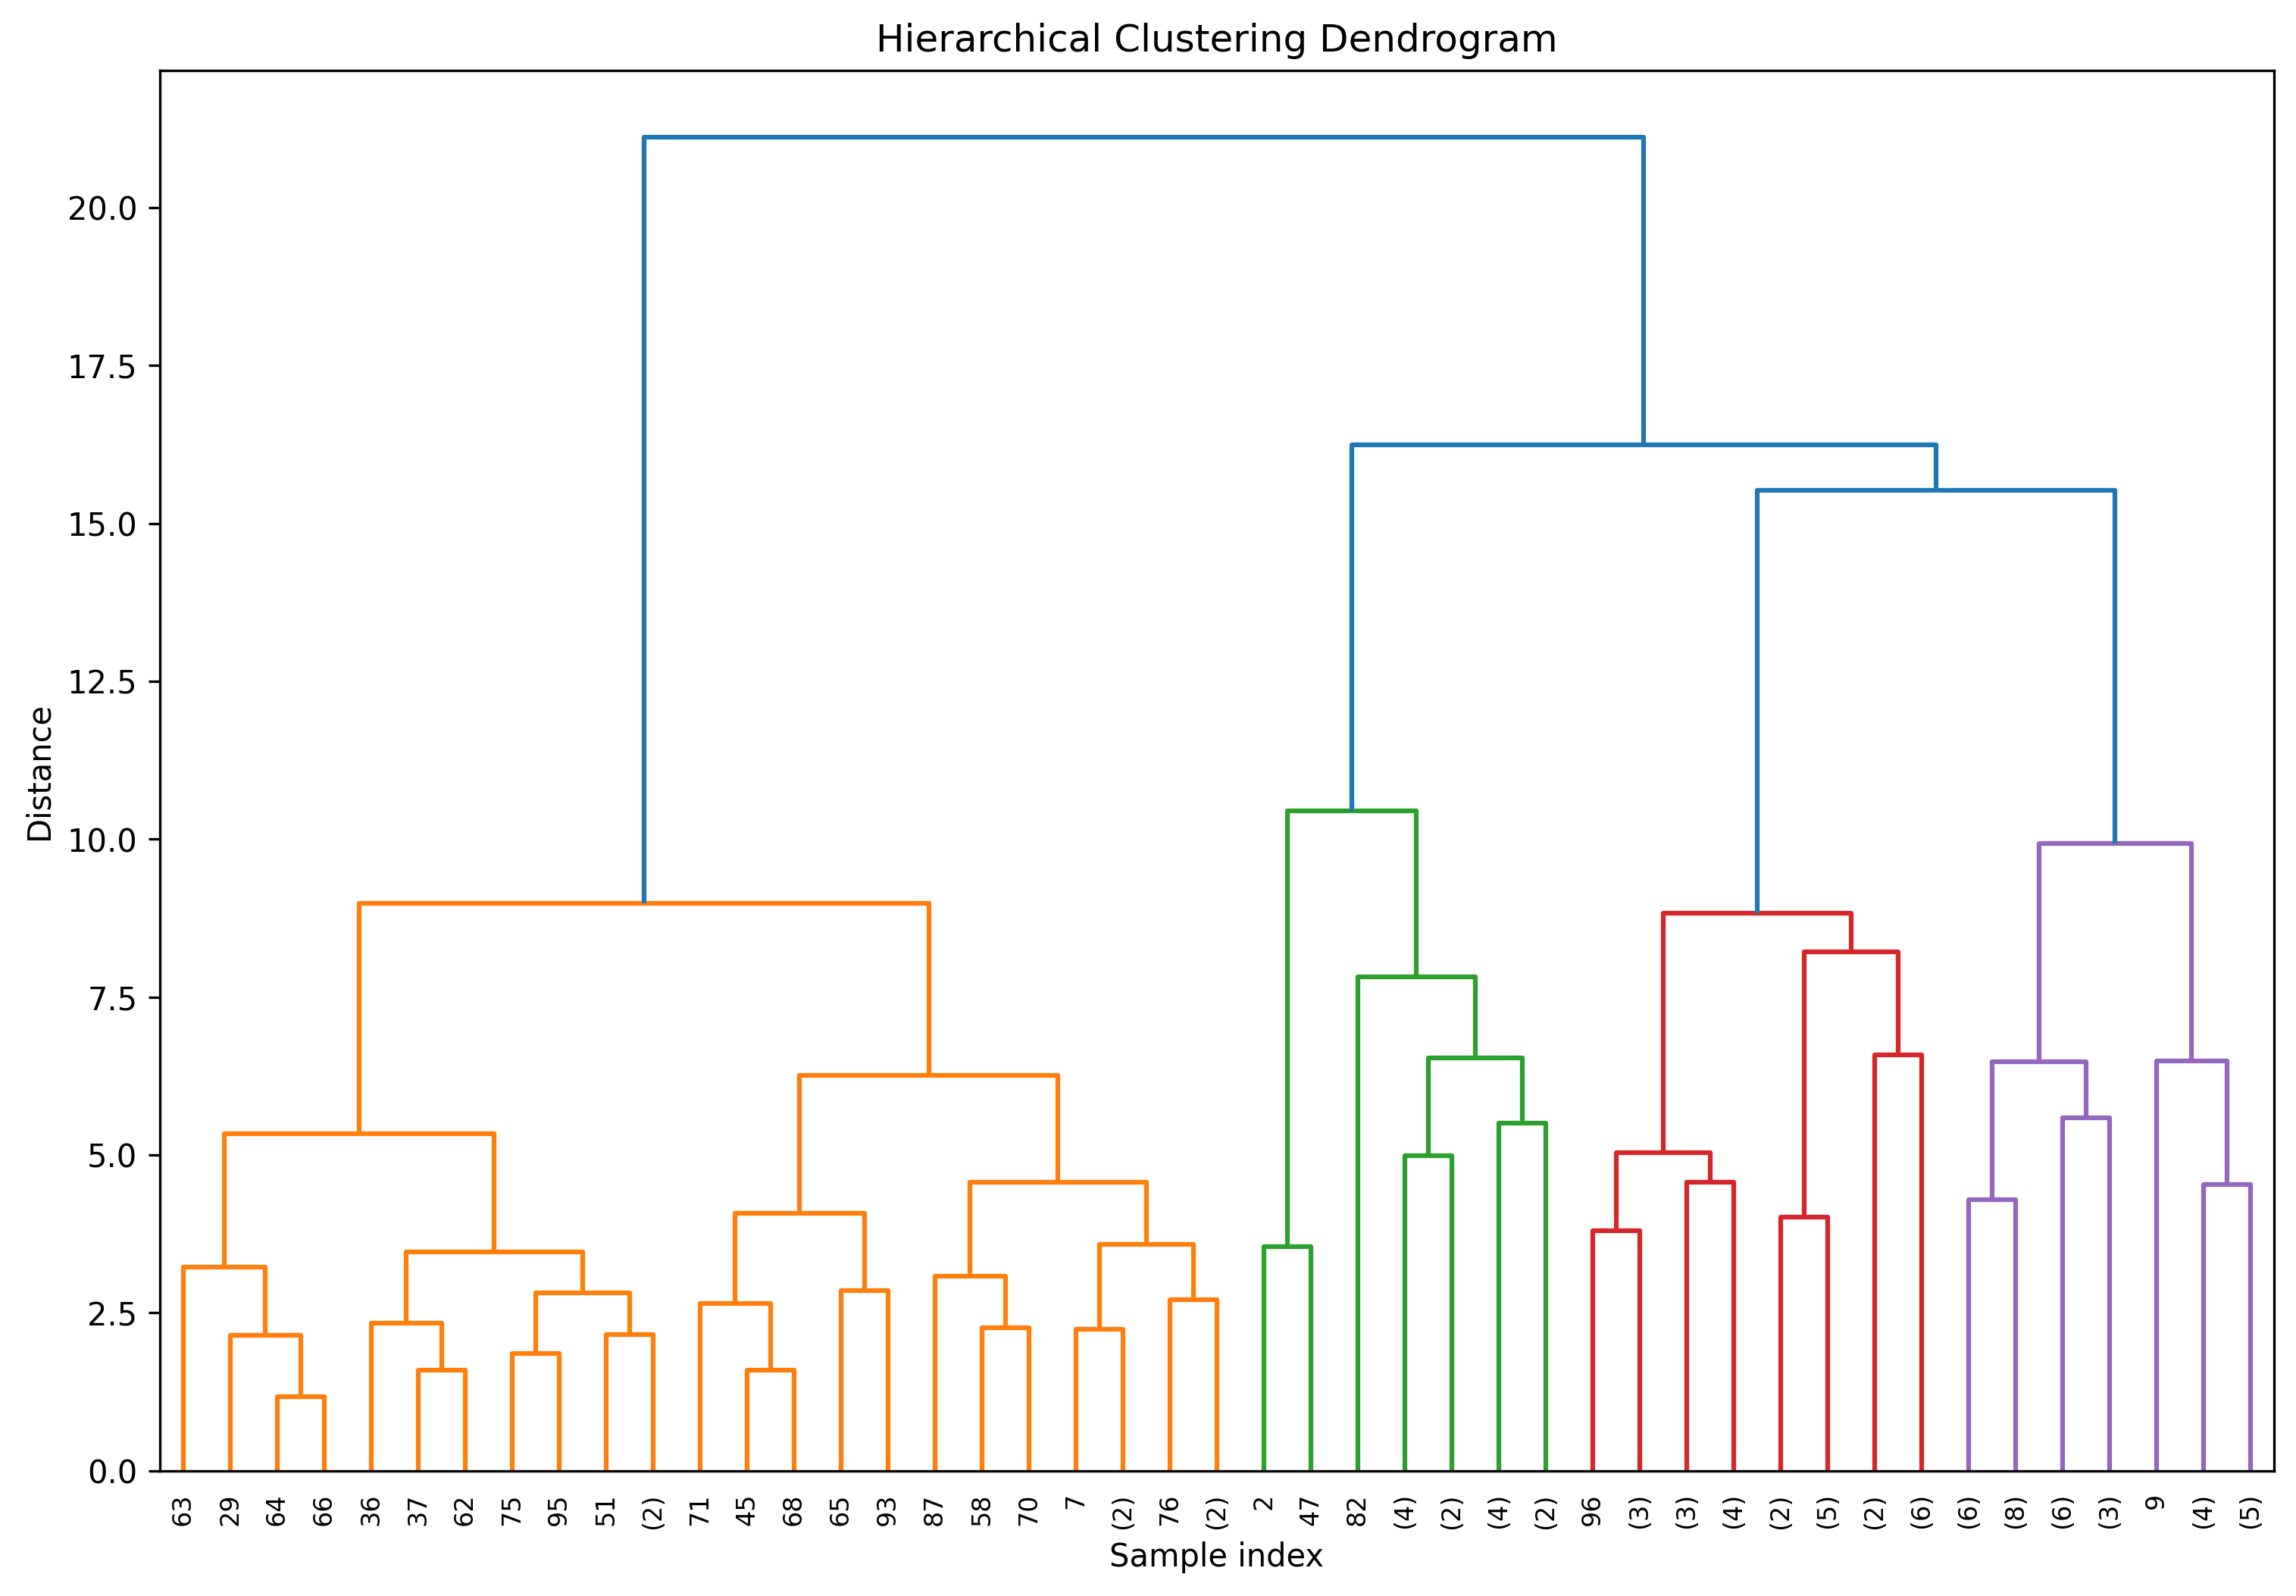 Hierarchical Clustering Dendrogram
20.0
17.5
15.0
12.5
10.0
7.5
5.0
2.5
0.0
Distance
63 29 64 66 36 37 62 75 95 51 (2) 71 45 68 65 93 87 58 70 7 (2) 76 (2) 2 47 82 (4) (2) (4) (2) 96 (3) (3) (4) (2) (5) (2) (6) (6) (8) (6) (3) 9 (4) (5)
Sample index